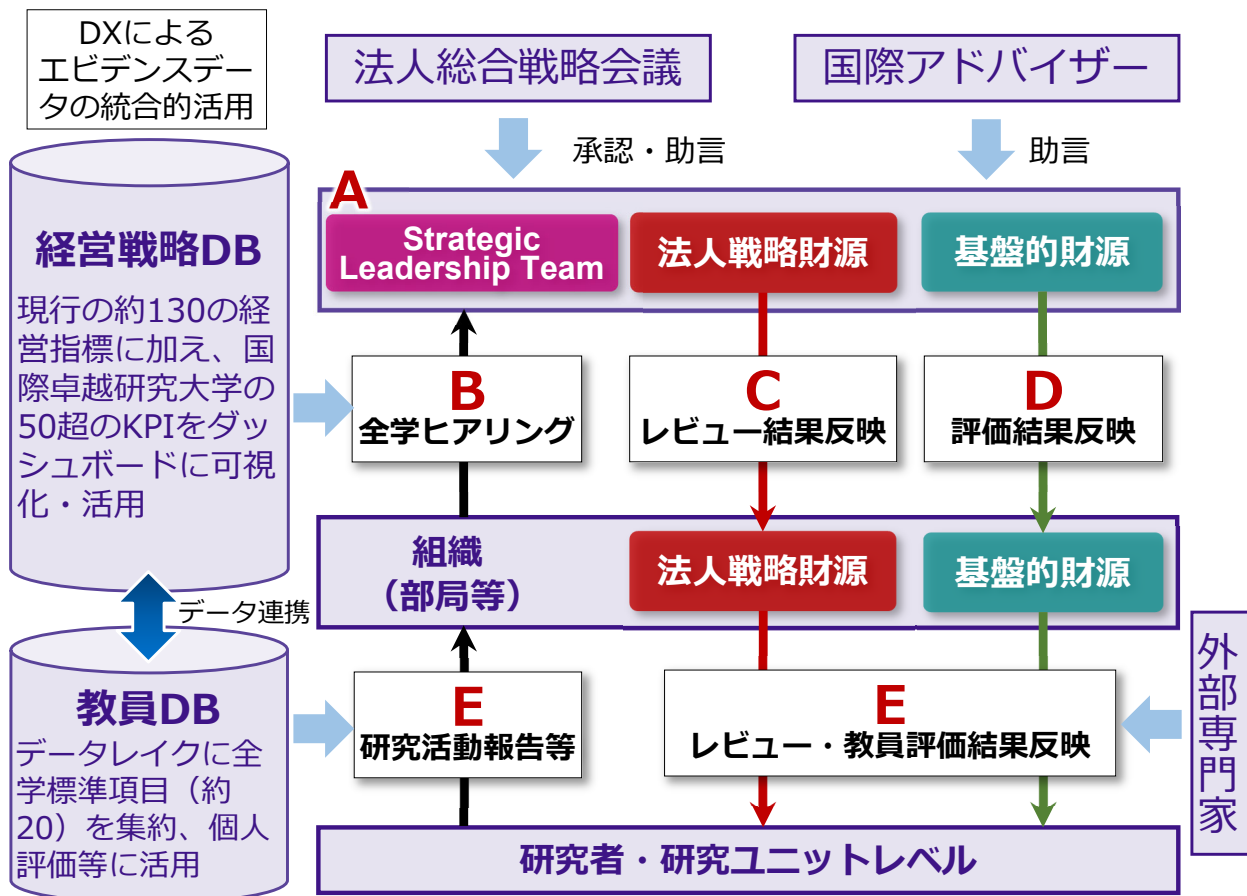 DXによる
エビデンスデー
タの統合的活用
法人総合戦略会議
国際アドバイザー
承認・助言
助言
経営戦略DB
現行の約130の経
営指標に加え、国
際卓越研究大学の
50超のKPIをダッ
シュボードに可視
化・活用
A
Strategic
Leadership Team
法人戦略財源
基盤的財源
B
全学ヒアリング
C
レビュー結果反映
D
評価結果反映
組織
（部局等）
法人戦略財源
基盤的財源
データ連携
教員DB
データレイクに全
学標準項目（約
20）を集約、個人
評価等に活用
E
研究活動報告等
E
レビュー・教員評価結果反映
外部専門家
研究者・研究ユニットレベル